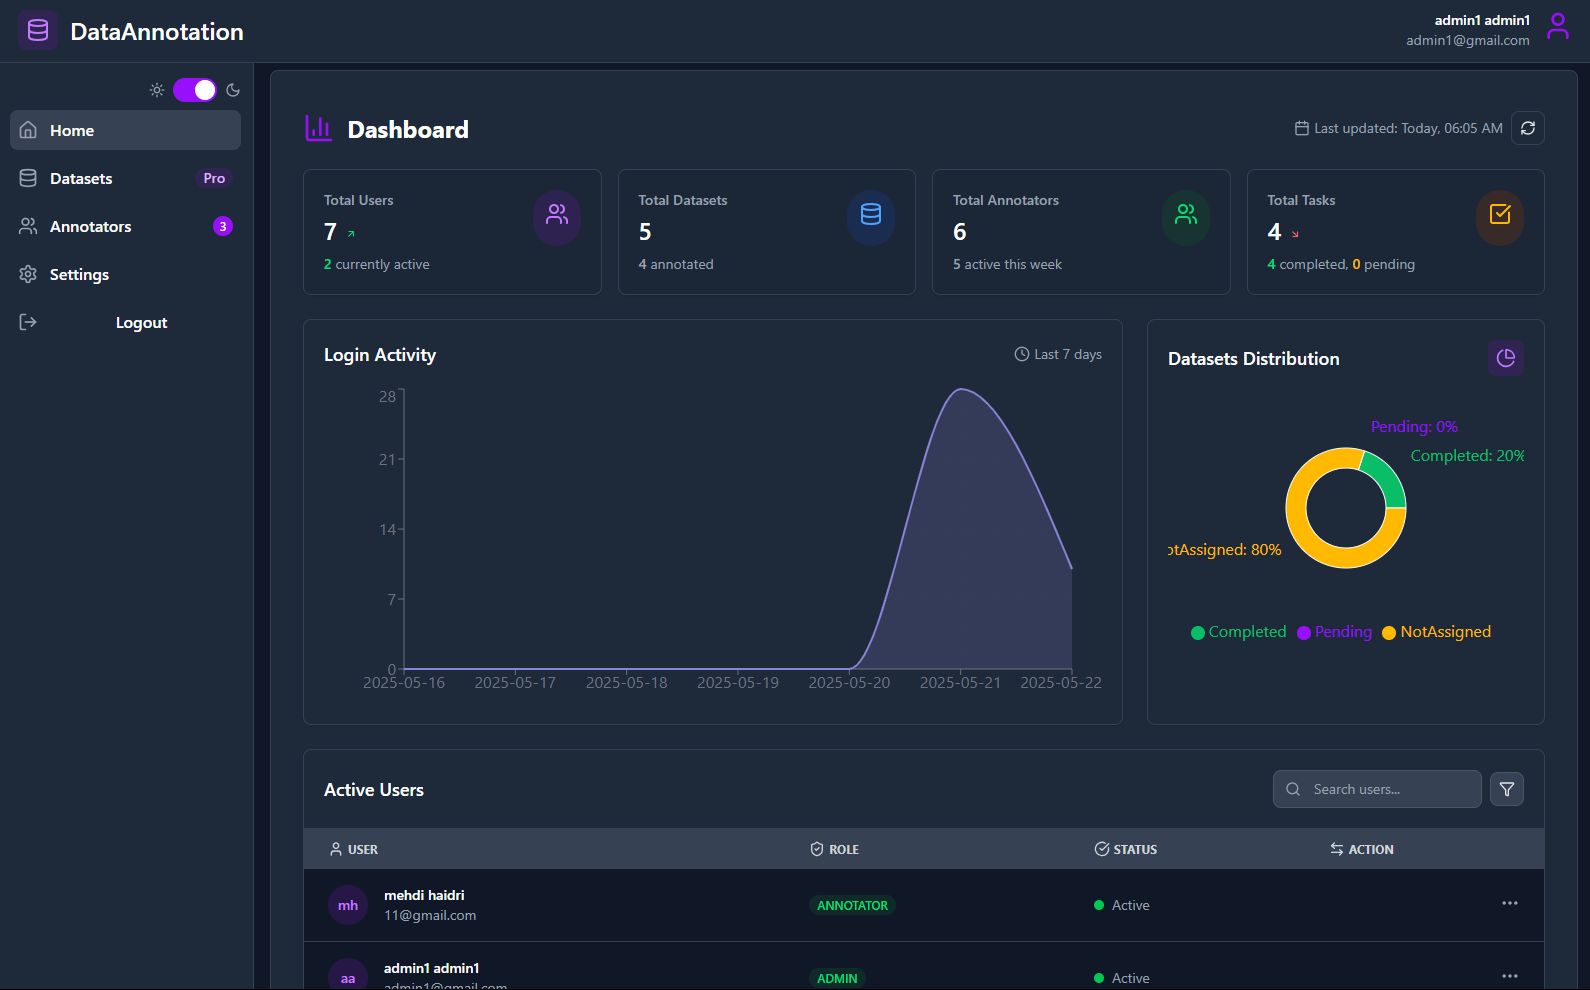 DataAnnotation
admin1 admin1
admin1@gmail.com
Home
Datasets Pro
Annotators 3
Settings
Logout
Dashboard
Last updated: Today, 06:05 AM
Total Users
7
2 currently active
Total Datasets
5
4 annotated
Total Annotators
6
5 active this week
Total Tasks
4
4 completed, 0 pending
Login Activity
Last 7 days
28
21
14
7
0
2025-05-16 2025-05-17 2025-05-18 2025-05-19 2025-05-20 2025-05-21 2025-05-22
Datasets Distribution
Pending: 0%
Completed: 20%
otAssigned: 80%
Completed Pending NotAssigned
Active Users
Search users...
USER ROLE STATUS ACTION
mh
mehdi haidri
11@gmail.com
ANNOTATOR
Active
aa
admin1 admin1
admin1@gmail.com
ADMIN
Active